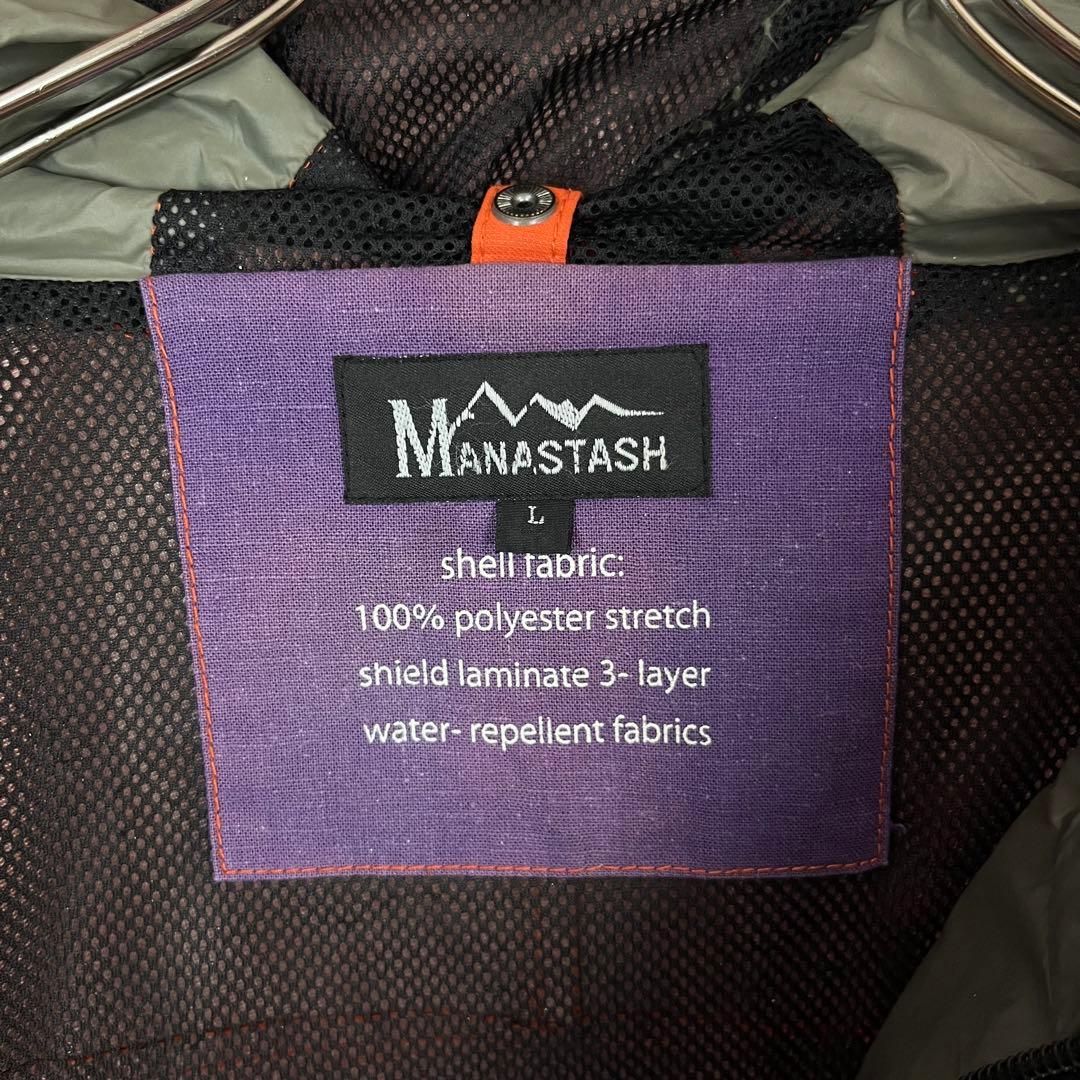 MANASTASH
L
shell fabric:
100% polyester stretch
shield laminate 3- layer
water- repellent fabrics